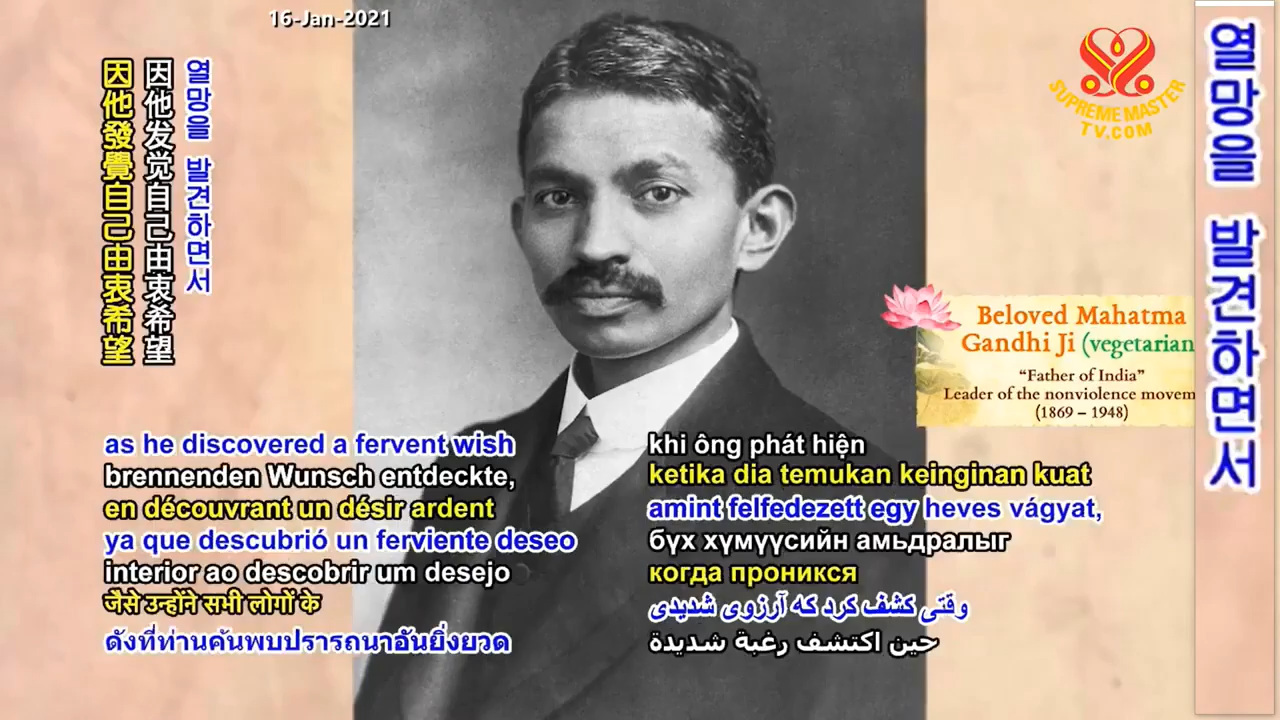 16-Jan-2021
因他發覺自己由衷希望
因他发觉自己由衷希望
열망을 발견하면서
SUPREME MASTER
TV.COM
열망을 발견하면서
Beloved Mahatma
Gandhi Ji (vegetarian
“Father of India”
Leader of the nonviolence movem
(1869 – 1948)
as he discovered a fervent wish
brennenden Wunsch entdeckte,
en découvrant un désir ardent
ya que descubrió un ferviente deseo
interior ao descobrir um desejo
जैसे उन्होंने सभी लोगों के
ดังที่ท่านค้นพบปรารถนาอันยิ่งยวด
khi ông phát hiện
ketika dia temukan keinginan kuat
amint felfedezett egy heves vágyat,
бүх хүмүүсийн амьдралыг
когда проникся
وقتی کشف کرد که آرزوی شدیدی
حين اكتشف رغبة شديدة